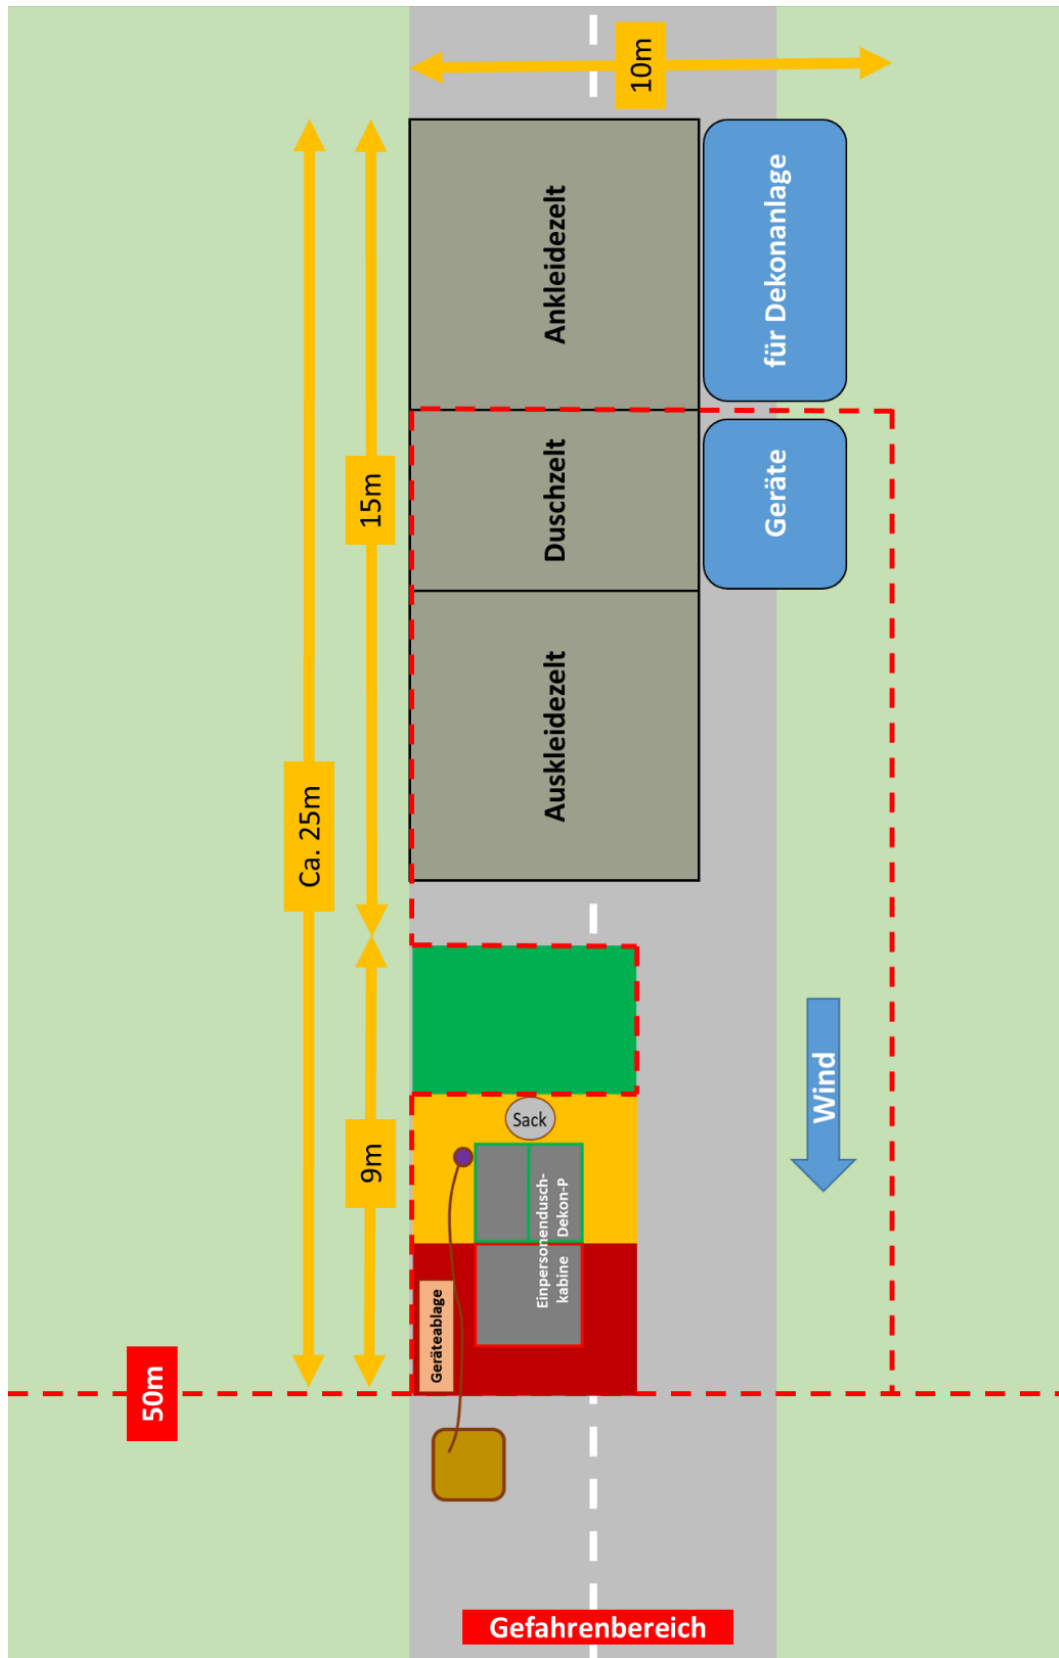 10m
Ankleidezelt
für Dekonanlage
15m
Duschzelt
Geräte
Auskleidezelt
Ca. 25m
Wind
9m
Sack
Einpersonendusch-
kabine
Dekon-P
Geräteablage
50m
Gefahrenbereich